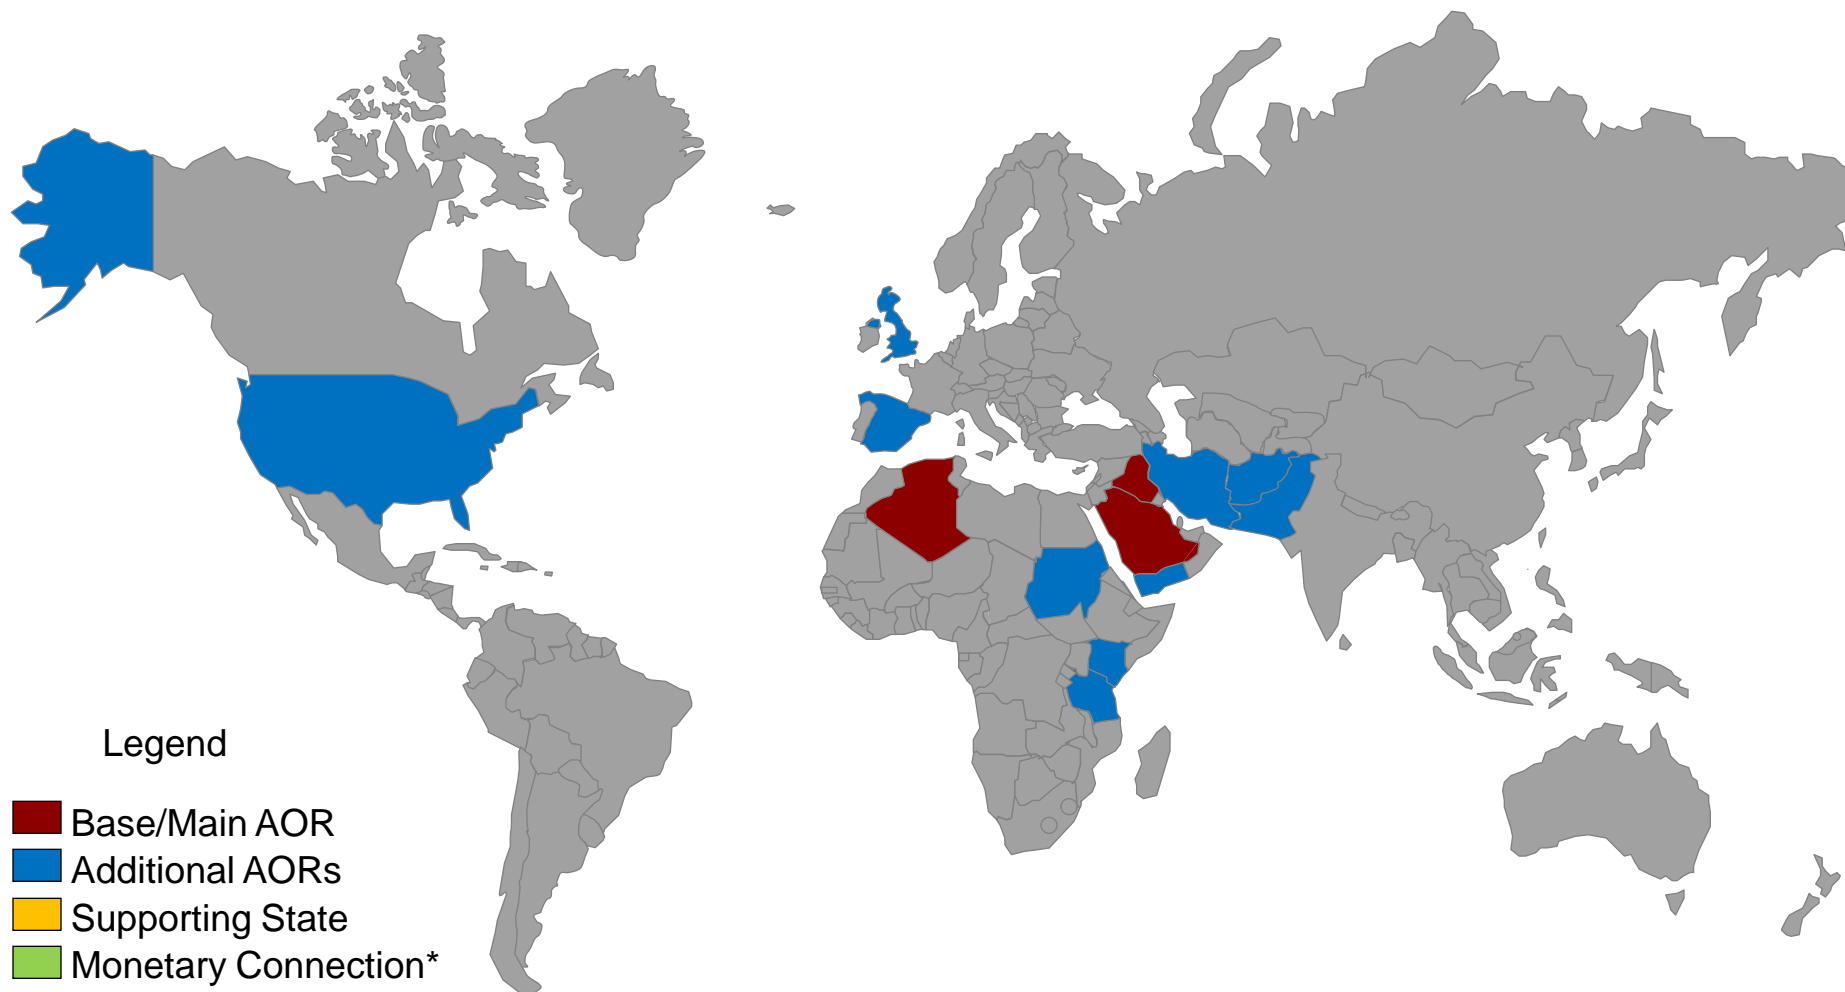 Legend
Base/Main AOR
Additional AORs
Supporting State
Monetary Connection*